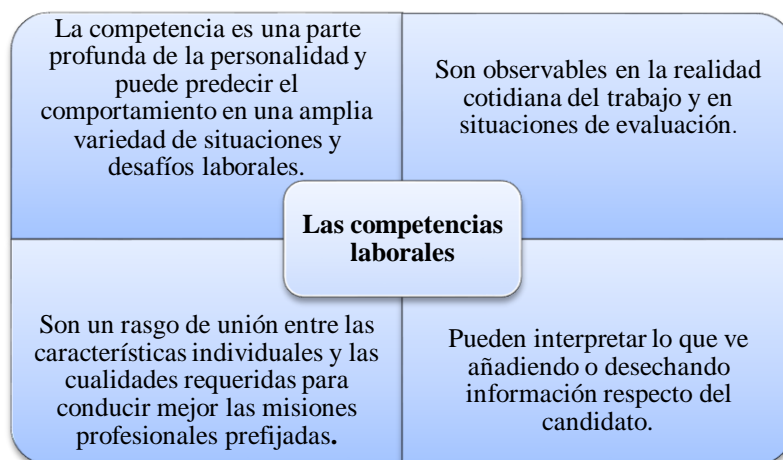 La competencia es una parte
profunda de la personalidad y
puede predecir el
comportamiento en una amplia
variedad de situaciones y
desafíos laborales.
Son observables en la realidad
cotidiana del trabajo y en
situaciones de evaluación.
Las competencias
laborales
Son un rasgo de unión entre las
características individuales y las
cualidades requeridas para
conducir mejor las misiones
profesionales prefijadas.
Pueden interpretar lo que ve
añadiendo o desechando
información respecto del
candidato.